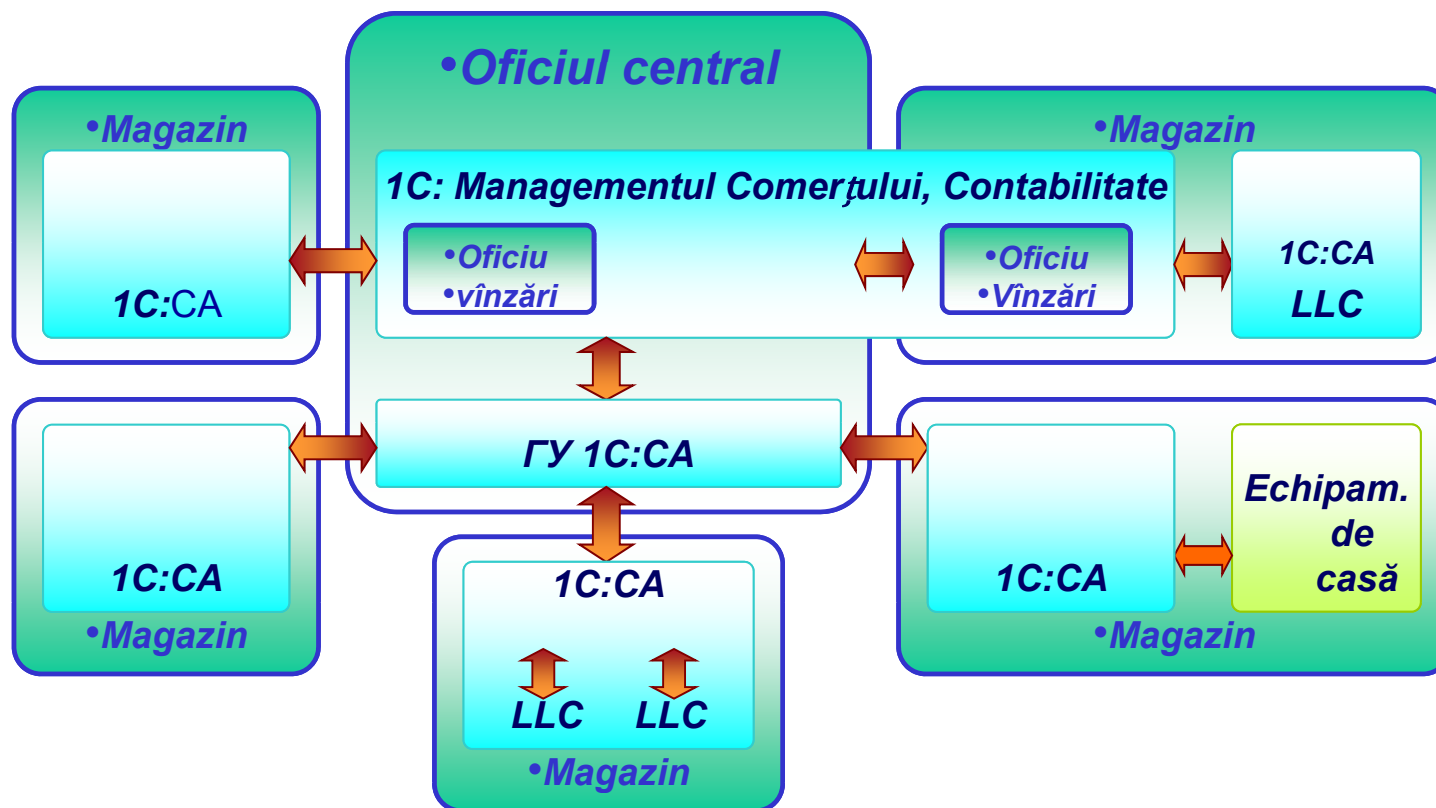 •Oficiul central
•Magazin
1C:CA
1C: Managementul Comerţului, Contabilitate
•Oficiu
•vînzări
•Oficiu
•Vînzări
•Magazin
1C:CA
LLC
ГУ 1C:CA
1C:CA
•Magazin
1C:CA
LLC
LLC
•Magazin
1C:CA
Echipam.
de
casă
•Magazin